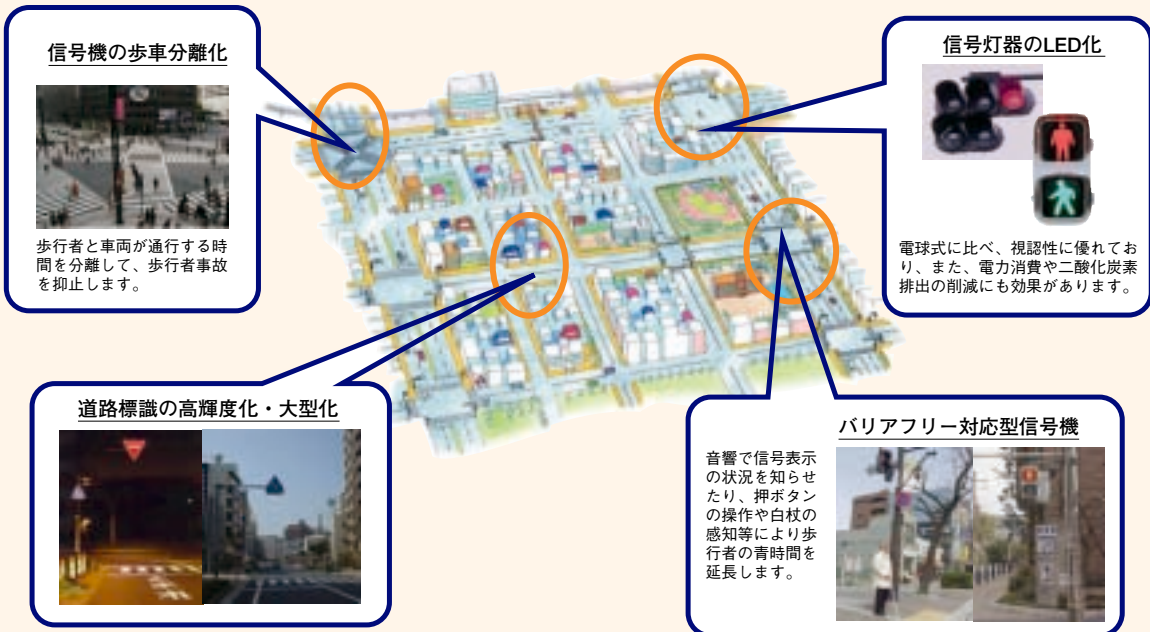 信号機の歩車分離化
歩行者と車両が通行する時
間を分離して、歩行者事故
を抑止します。
信号灯器のLED化
電球式に比べ、視認性に優れてお
り、また、電力消費や二酸化炭素
排出の削減にも効果があります。
道路標識の高輝度化・大型化
バリアフリー対応型信号機
音響で信号表示
の状況を知らせ
たり、押ボタン
の操作や白杖の
感知等により歩
行者の青時間を
延長します。